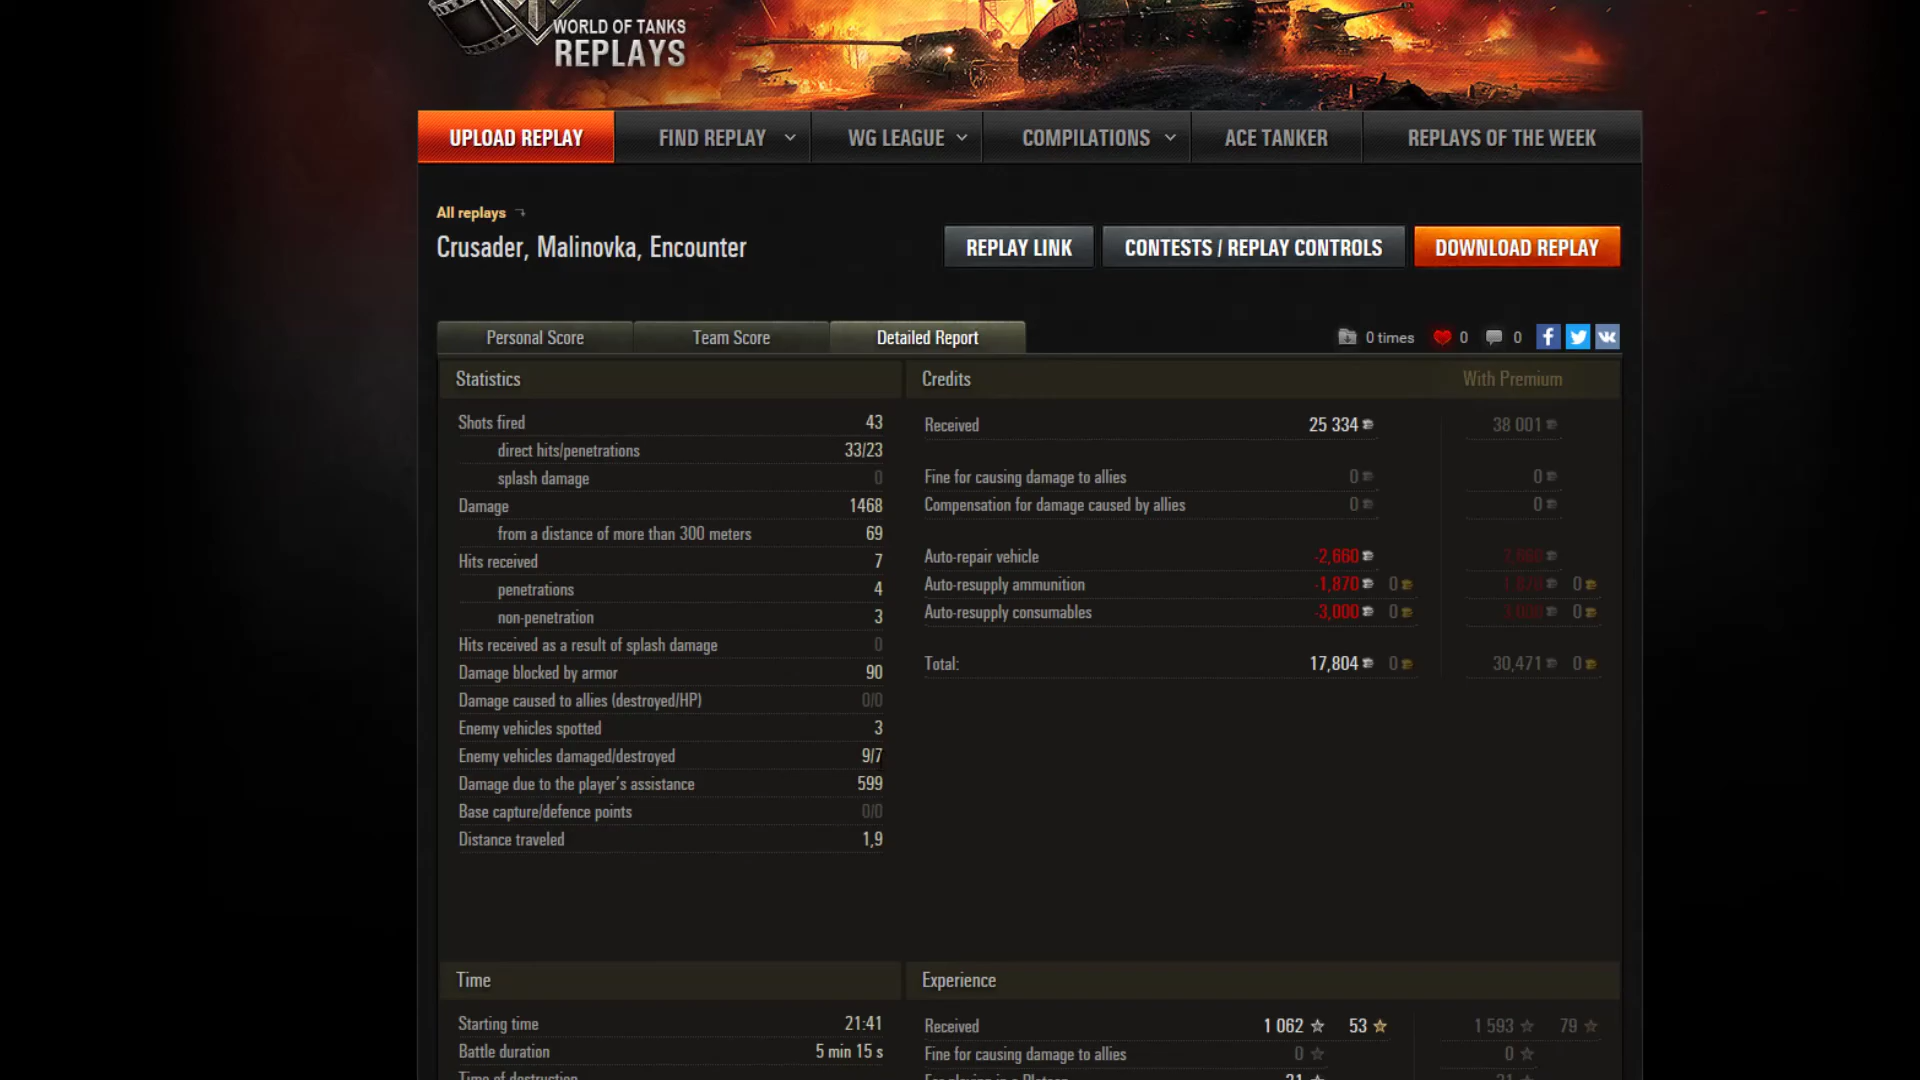 WORLD OF TANKS
REPLAYS
UPLOAD REPLAY FIND REPLAY WG LEAGUE COMPILATIONS ACE TANKER REPLAYS OF THE WEEK
All replays
Crusader, Malinovka, Encounter
REPLAY LINK CONTESTS / REPLAY CONTROLS DOWNLOAD REPLAY
Personal Score Team Score Detailed Report 0 times 0 0
Statistics
Shots fired 43
direct hits/penetrations 33/23
splash damage 0
Damage 1468
from a distance of more than 300 meters 69
Hits received 7
penetrations 4
non-penetration 3
Hits received as a result of splash damage 0
Damage blocked by armor 90
Damage caused to allies (destroyed/HP) 0/0
Enemy vehicles spotted 3
Enemy vehicles damaged/destroyed 9/7
Damage due to the player's assistance 599
Base capture/defence points 0/0
Distance traveled 1,9
Credits With Premium
Received 25 334 38 001
Fine for causing damage to allies 0 0
Compensation for damage caused by allies 0 0
Auto-repair vehicle -2,660
Auto-resupply ammunition -1,870 0 0
Auto-resupply consumables -3,000 0 0
Total: 17,804 0 30,471 0
Time
Starting time 21:41
Battle duration 5 min 15 s
Time of destruction
Experience
Received 1 062 53 1 593 79
Fine for causing damage to allies 0 0